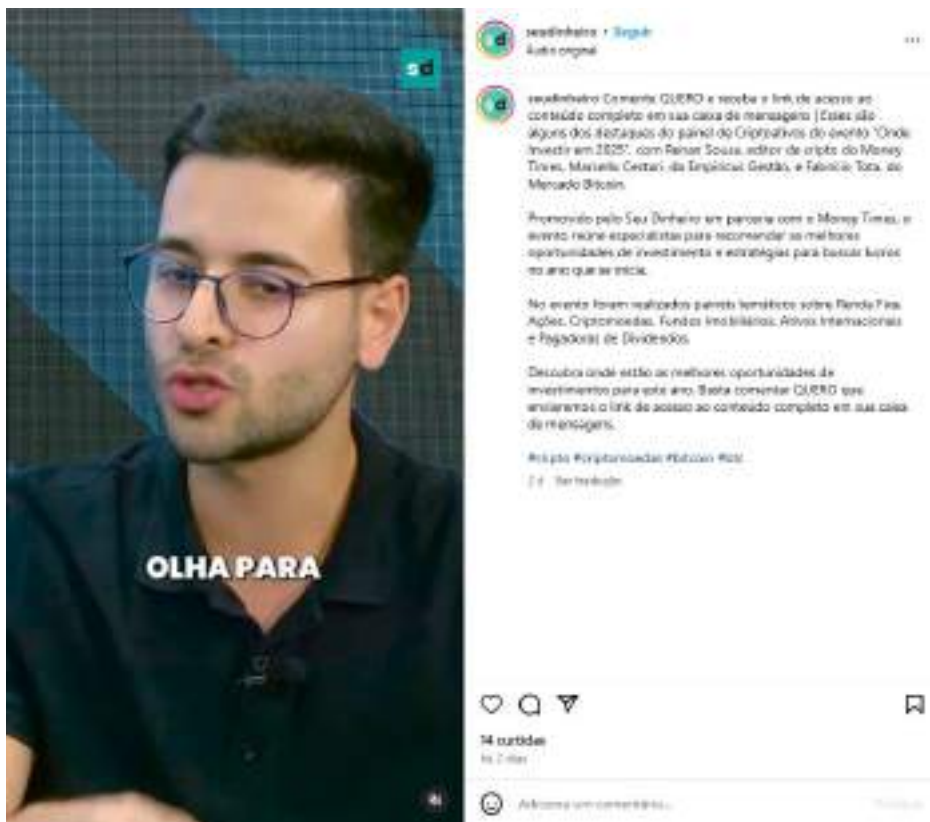 sd
OLHA PARA
seudinheiro • Seguir
Áudio original
seudinheiro Comente QUERO e receba o link de acesso ao
conteúdo completo em sua caixa de mensagens | Esses são
alguns dos destaques do painel de Criptoativos do evento "Onde
Investir em 2025", com Renan Sousa, editor de cripto do Money
Times, Marcello Cestari, da Empiricus Gestão, e Fabrício Tota, do
Mercado Bitcoin.
Promovido pelo Seu Dinheiro em parceria com o Money Times, o
evento reúne especialistas para recomendar as melhores
oportunidades de investimento e estratégias para buscar lucros
no ano que se inicia.
No evento foram realizados painéis temáticos sobre Renda Fixa,
Ações, Criptomoedas, Fundos Imobiliários, Ativos Internacionais
e Pagadoras de Dividendos.
Descubra onde estão as melhores oportunidades de
investimentos para este ano. Basta comentar QUERO que
enviaremos o link de acesso ao conteúdo completo em sua caixa
de mensagens.
#cripto #criptomoedas #bitcoin
2 d Ver tradução
14 curtidas
há 2 dias
Adicione um comentário...